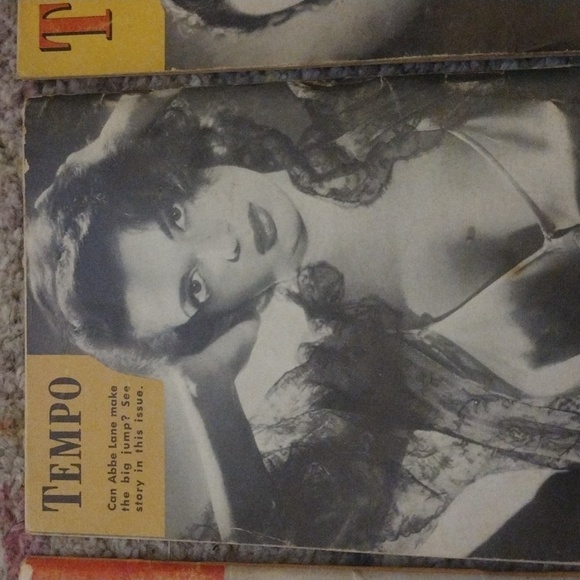 T
TEMPO
Can Abbe Lane make
the big jump? See
story in this issue.